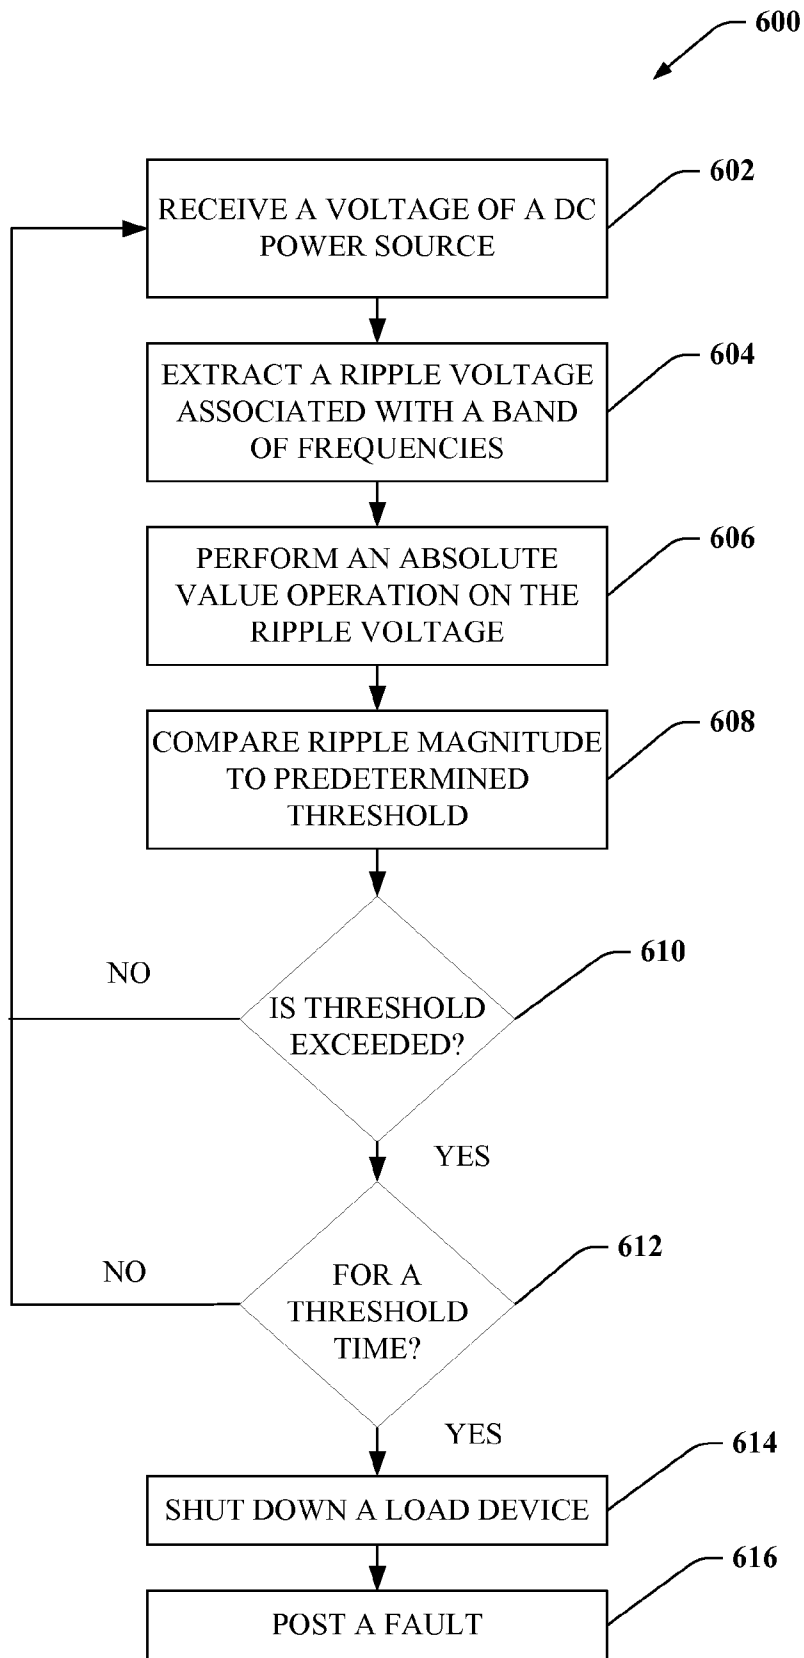 600
602
RECEIVE A VOLTAGE OF A DC
POWER SOURCE
604
EXTRACT A RIPPLE VOLTAGE
ASSOCIATED WITH A BAND
OF FREQUENCIES
606
PERFORM AN ABSOLUTE
VALUE OPERATION ON THE
RIPPLE VOLTAGE
608
COMPARE RIPPLE MAGNITUDE
TO PREDETERMINED
THRESHOLD
610
NO
IS THRESHOLD
EXCEEDED?
YES
612
NO
FOR A
THRESHOLD
TIME?
YES
614
SHUT DOWN A LOAD DEVICE
616
POST A FAULT